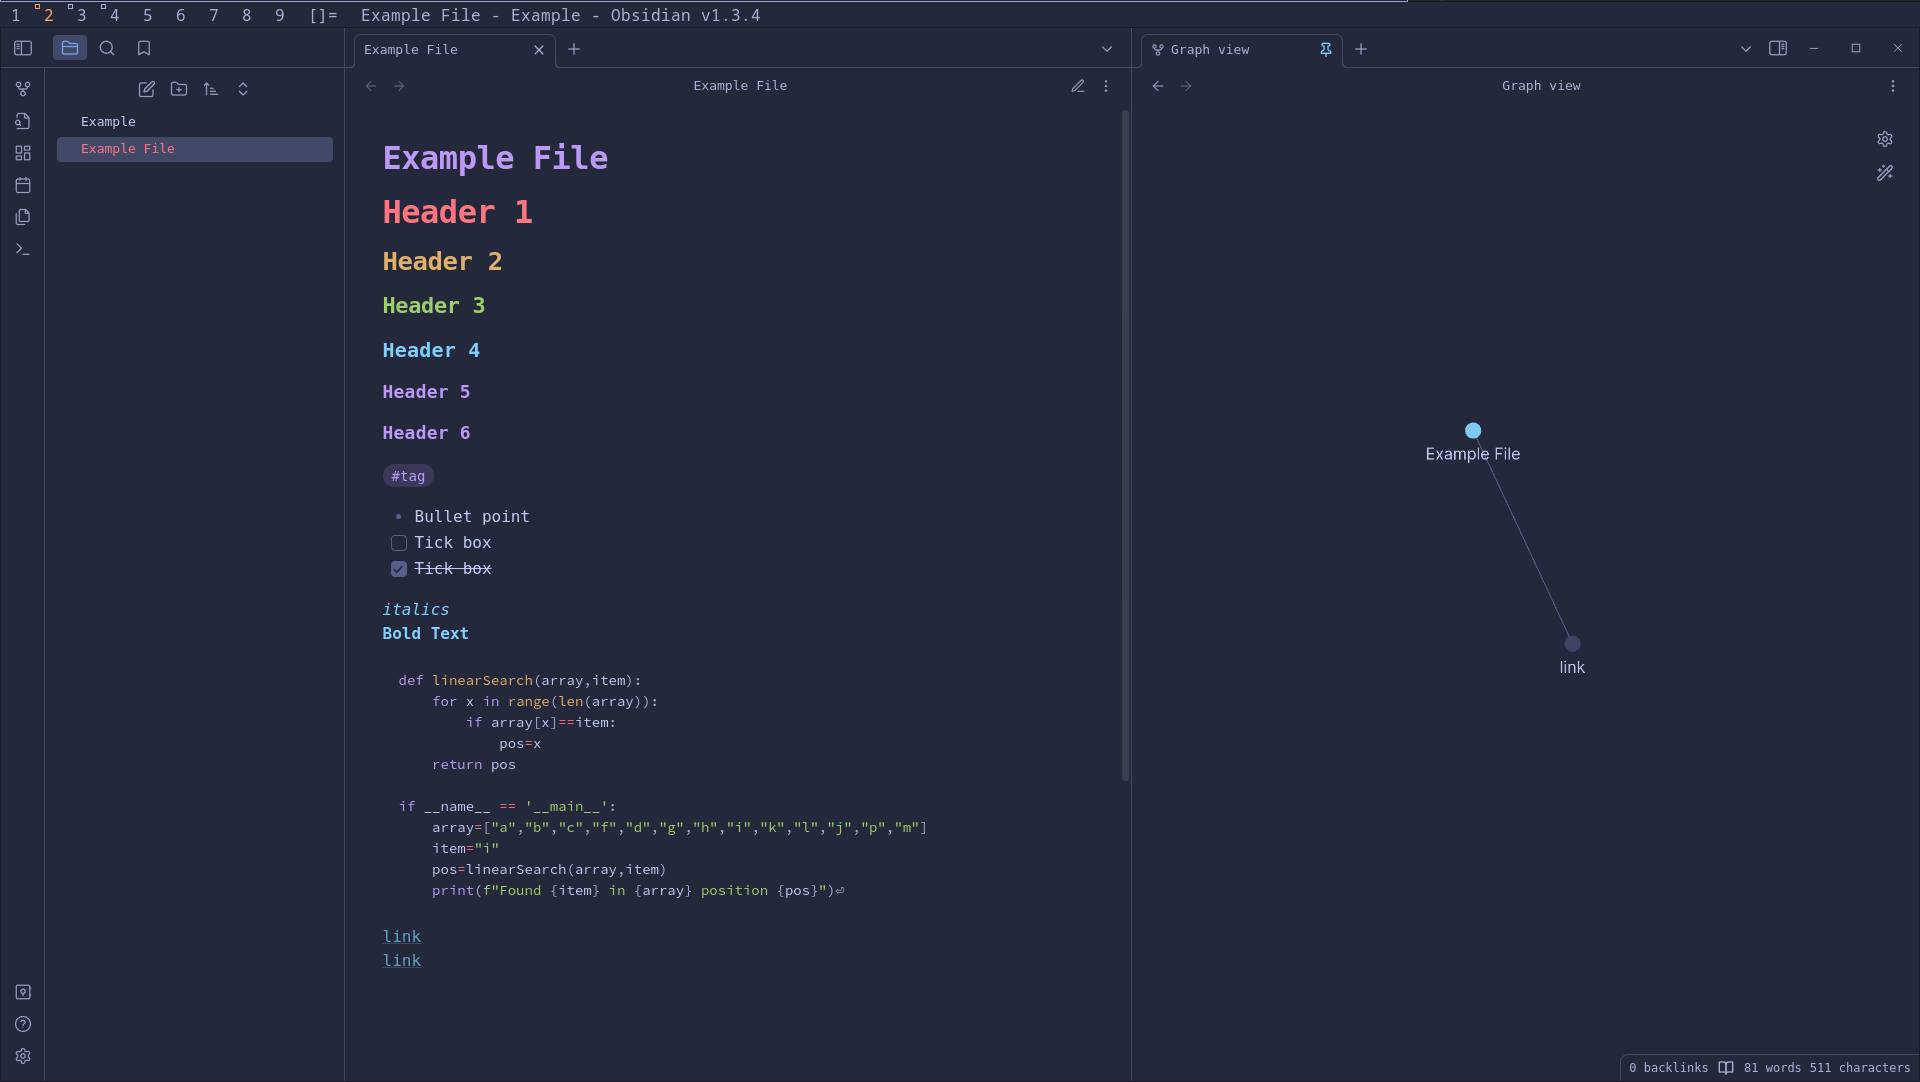 1 2 3 4 5 6 7 8 9 []= Example File - Example - Obsidian v1.3.4
Example File
Graph view
Example File
Graph view
Example
Example File
Example File
Header 1
Header 2
Header 3
Header 4
Header 5
Header 6
#tag
Bullet point
Tick box
Tick box
italics
Bold Text
def linearSearch(array,item):
    for x in range(len(array)):
        if array[x]==item:
            pos=x
    return pos
if __name__ == '__main__':
    array=["a","b","c","f","d","g","h","i","k","l","j","p","m"]
    item="i"
    pos=linearSearch(array,item)
    print(f"Found {item} in {array} position {pos}")⏎
link
link
Example File
link
0 backlinks 81 words 511 characters